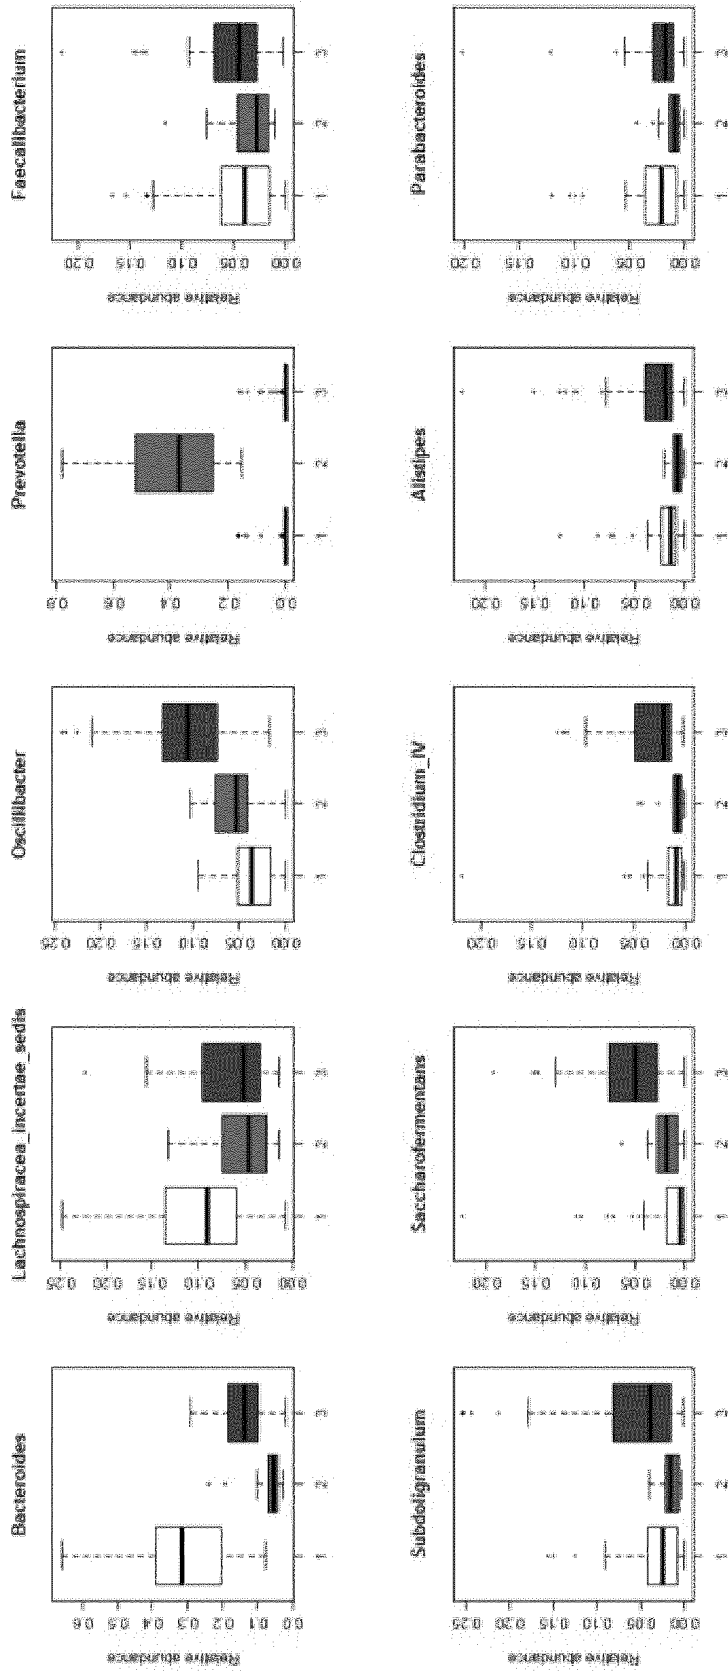 Bacteroides
Relative abundance
0.6
0.5
0.4
0.3
0.2
0.1
0.0
1 2 3
Lachnospiracea_incertae_sedis
Relative abundance
0.25
0.20
0.15
0.10
0.05
0.00
1 2 3
Oscillibacter
Relative abundance
0.25
0.20
0.15
0.10
0.05
0.00
1 2 3
Prevotella
Relative abundance
0.8
0.6
0.4
0.2
0.0
1 2 3
Faecalibacterium
Relative abundance
0.20
0.15
0.10
0.05
0.00
1 2 3
Subdoligranulum
Relative abundance
0.25
0.20
0.15
0.10
0.05
0.00
1 2 3
Saccharofermentans
Relative abundance
0.20
0.15
0.10
0.05
0.00
1 2 3
Clostridium_IV
Relative abundance
0.20
0.15
0.10
0.05
0.00
1 2 3
Alistipes
Relative abundance
0.20
0.15
0.10
0.05
0.00
1 2 3
Parabacteroides
Relative abundance
0.20
0.15
0.10
0.05
0.00
1 2 3